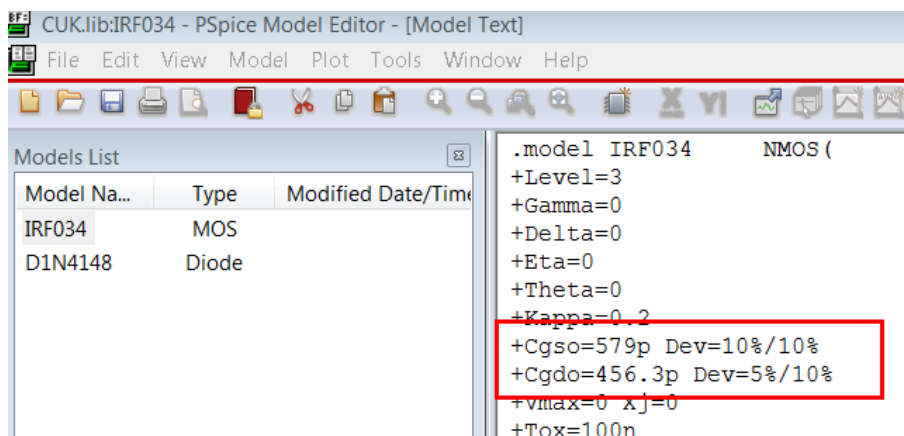 CUK.lib:IRF034 - PSpice Model Editor - [Model Text]
File Edit View Model Plot Tools Window Help
Models List
Model Na... Type Modified Date/Time
IRF034 MOS
D1N4148 Diode
.model IRF034 NMOS(
+Level=3
+Gamma=0
+Delta=0
+Eta=0
+Theta=0
+Kappa=0.2
+Cgso=579p Dev=10%/10%
+Cgdo=456.3p Dev=5%/10%
+Vmax=0 Xj=0
+Tox=100n